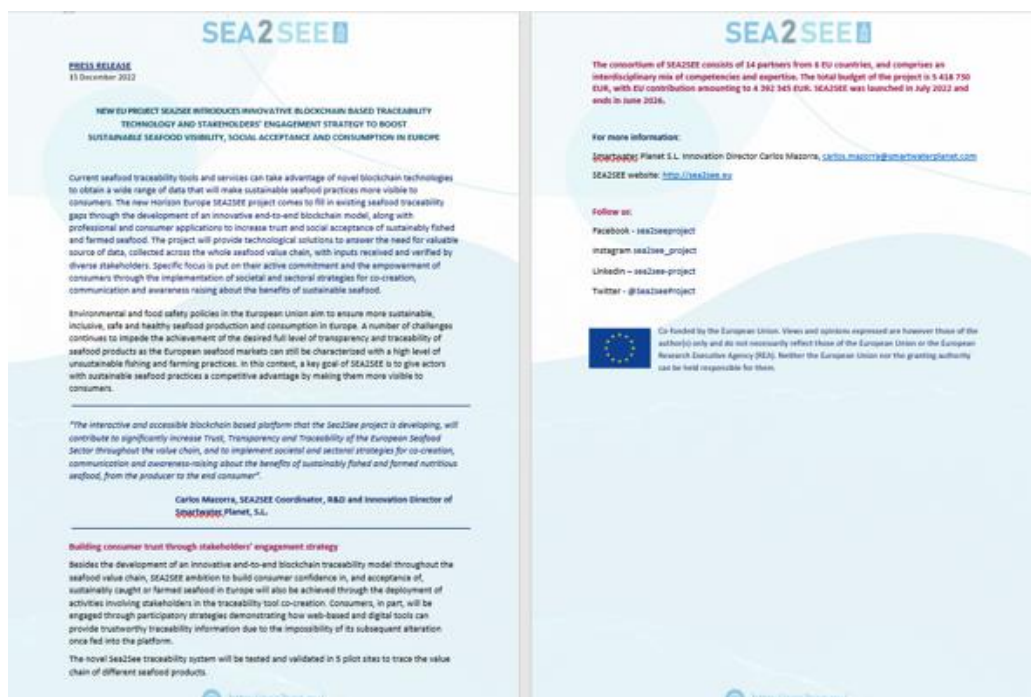 SEA2SEE
PRESS RELEASE
15 December 2022
NEW EU PROJECT SEA2SEE INTRODUCES INNOVATIVE BLOCKCHAIN BASED TRACEABILITY
TECHNOLOGY AND STAKEHOLDERS' ENGAGEMENT STRATEGY TO BOOST
SUSTAINABLE SEAFOOD VISIBILITY, SOCIAL ACCEPTANCE AND CONSUMPTION IN EUROPE
Current seafood traceability tools and services can take advantage of novel blockchain technologies
to obtain a wide range of data that will make sustainable seafood practices more visible to
consumers. The new Horizon Europe SEA2SEE project comes to fill in existing seafood traceability
gaps through the development of an innovative end-to-end blockchain model, along with
professional and consumer applications to increase trust and social acceptance of sustainably fished
and farmed seafood. The project will provide technological solutions to answer the need for valuable
source of data, collected across the whole seafood value chain, with inputs received and verified by
diverse stakeholders. Specific focus is put on their active commitment and the empowerment of
consumers through the implementation of societal and sectoral strategies for co-creation,
communication and awareness raising about the benefits of sustainable seafood.
Environmental and food safety policies in the European Union aim to ensure more sustainable,
inclusive, safe and healthy seafood production and consumption in Europe. A number of challenges
continues to impede the achievement of the desired full level of transparency and traceability of
seafood products as the European seafood markets can still be characterized with a high level of
unsustainable fishing and farming practices. In this context, a key goal of SEA2SEE is to give actors
with sustainable seafood practices a competitive advantage by making them more visible to
consumers.
"The interactive and accessible blockchain based platform that the Sea2See project is developing, will
contribute to significantly increase Trust, Transparency and Traceability of the European Seafood
Sector throughout the value chain, and to implement societal and sectoral strategies for co-creation,
communication and awareness-raising about the benefits of sustainably fished and farmed nutritious
seafood, from the producer to the end consumer".
Carlos Mazorra, SEA2SEE Coordinator, R&D and Innovation Director of
Smartwater Planet, S.L.
Building consumer trust through stakeholders' engagement strategy
Besides the development of an innovative end-to-end blockchain traceability model throughout the
seafood value chain, SEA2SEE ambition to build consumer confidence in, and acceptance of,
sustainably caught or farmed seafood in Europe will also be achieved through the deployment of
activities involving stakeholders in the traceability tool co-creation. Consumers, in part, will be
engaged through participatory strategies demonstrating how web-based and digital tools can
provide trustworthy traceability information due to the impossibility of its subsequent alteration
once fed into the platform.
The novel Sea2See traceability system will be tested and validated in 5 pilot sites to trace the value
chain of different seafood products.
SEA2SEE
The consortium of SEA2SEE consists of 14 partners from 6 EU countries, and comprises an
interdisciplinary mix of competencies and expertise. The total budget of the project is 5 418 750
EUR, with EU contribution amounting to 4 392 545 EUR. SEA2SEE was launched in July 2022 and
ends in June 2026.
For more information:
Smartwater Planet S.L. Innovation Director Carlos Mazorra, carlos.mazorra@smartwaterplanet.com
SEA2SEE website: http://sea2see.eu
Follow us:
Facebook - sea2seeproject
Instagram sea2see_project
Linkedin – sea2see-project
Twitter - @Sea2seeProject
Co-funded by the European Union. Views and opinions expressed are however those of the
author(s) only and do not necessarily reflect those of the European Union or the European
Research Executive Agency (REA). Neither the European Union nor the granting authority
can be held responsible for them.